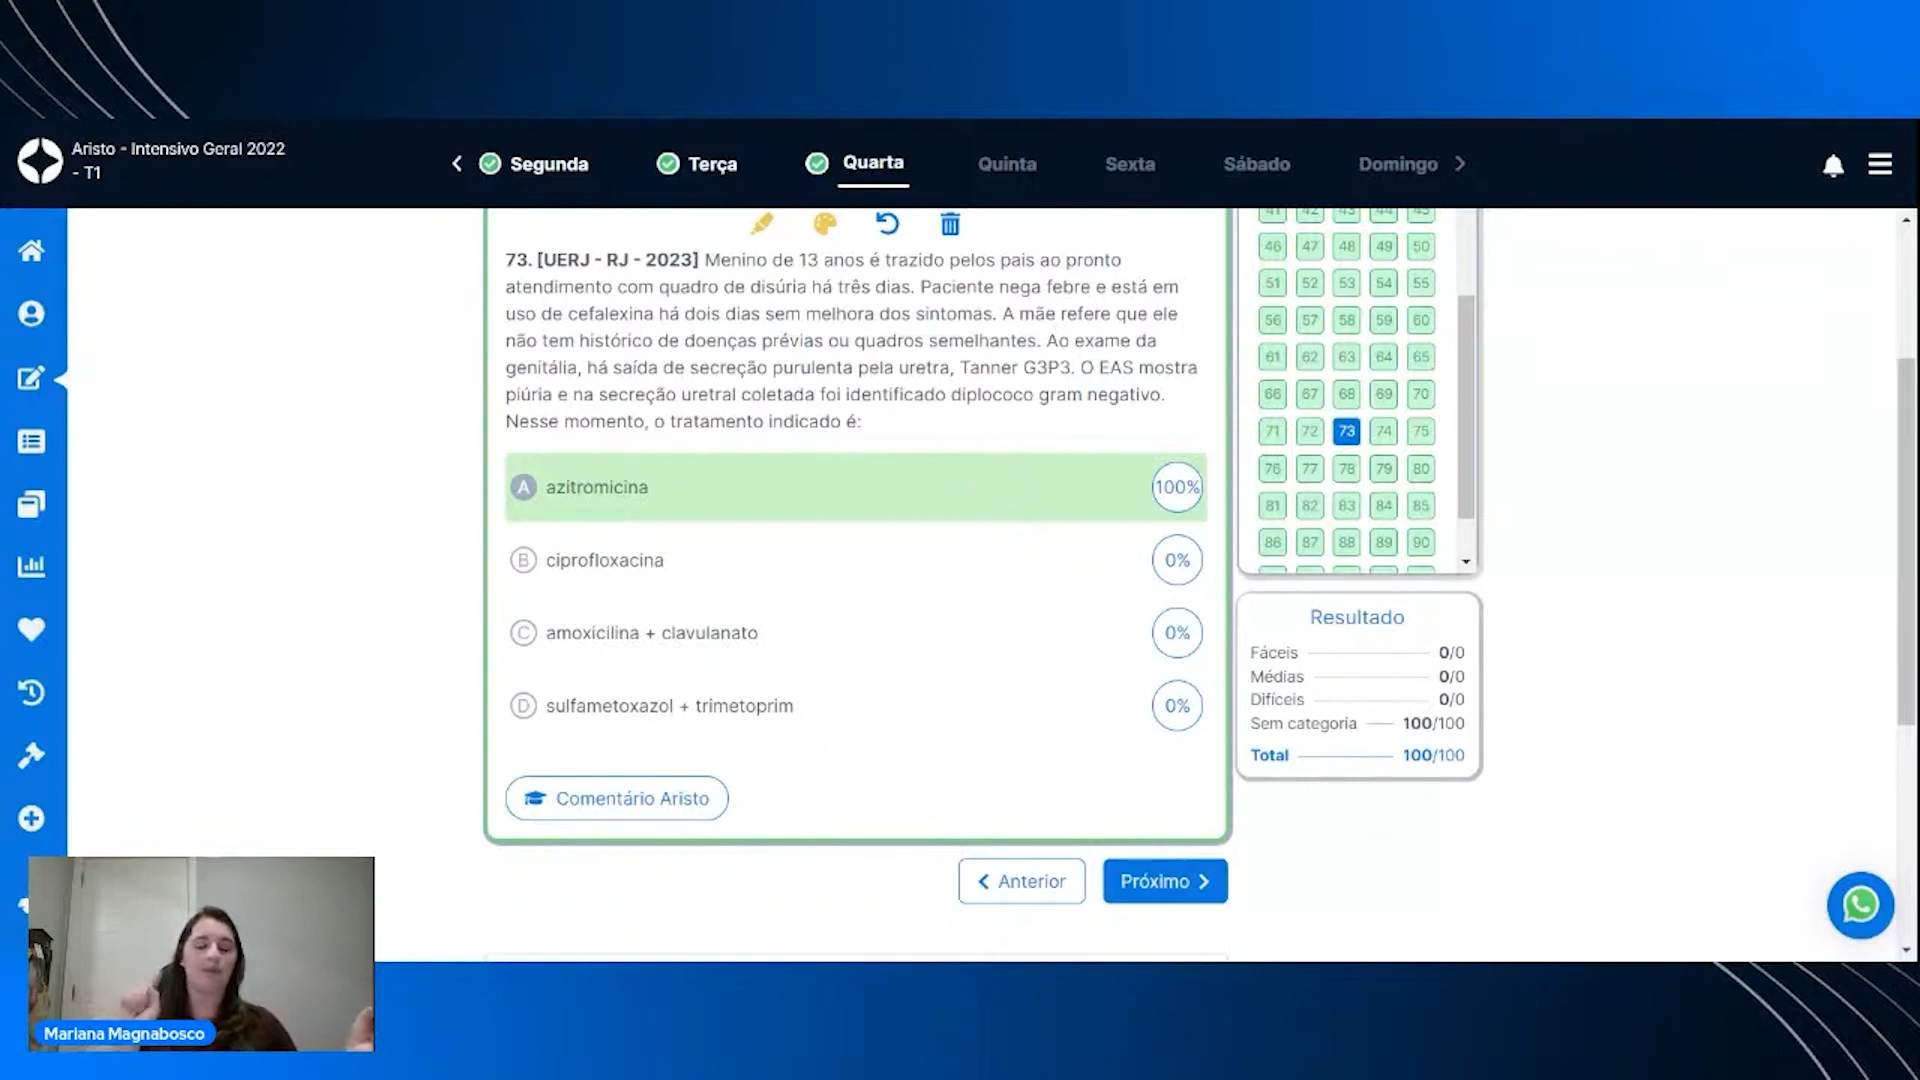 Aristo - Intensivo Geral 2022
- T1
Segunda
Terça
Quarta
Quinta
Sexta
Sábado
Domingo
73. [UERJ - RJ - 2023] Menino de 13 anos é trazido pelos pais ao pronto
atendimento com quadro de disúria há três dias. Paciente nega febre e está em
uso de cefalexina há dois dias sem melhora dos sintomas. A mãe refere que ele
não tem histórico de doenças prévias ou quadros semelhantes. Ao exame da
genitália, há saída de secreção purulenta pela uretra, Tanner G3P3. O EAS mostra
piúria e na secreção uretral coletada foi identificado diplococo gram negativo.
Nesse momento, o tratamento indicado é:
A azitromicina 100%
B ciprofloxacina 0%
C amoxicilina + clavulanato 0%
D sulfametoxazol + trimetoprim 0%
Comentário Aristo
Anterior
Próximo
41 42 43 44 45
46 47 48 49 50
51 52 53 54 55
56 57 58 59 60
61 62 63 64 65
66 67 68 69 70
71 72 73 74 75
76 77 78 79 80
81 82 83 84 85
86 87 88 89 90
Resultado
Fáceis 0/0
Médias 0/0
Difíceis 0/0
Sem categoria 100/100
Total 100/100
Mariana Magnabosco